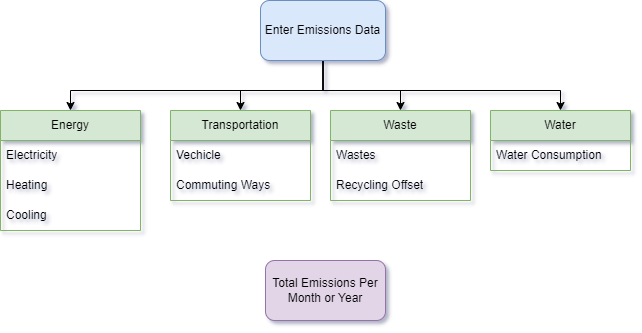 Enter Emissions Data
Energy
Electricity
Heating
Cooling
Transportation
Vechicle
Commuting Ways
Waste
Wastes
Recycling Offset
Water
Water Consumption
Total Emissions Per
Month or Year